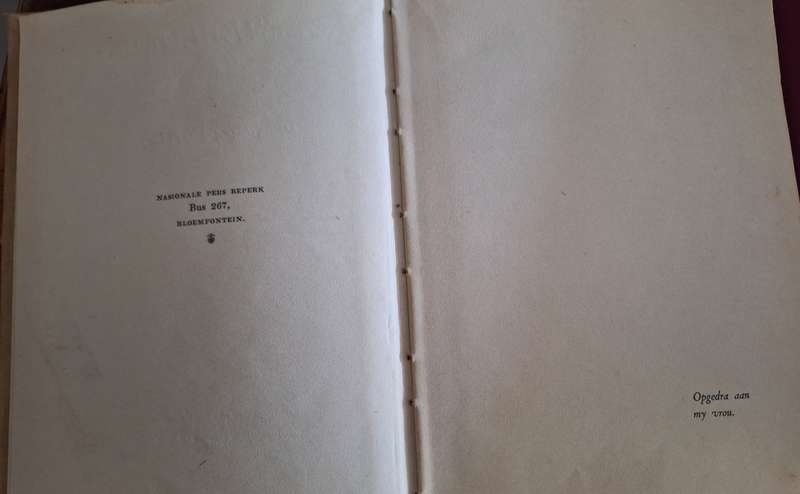 NASIONALE PERS BEPERK
Bus 267,
BLOEMFONTEIN.
Opgedra aan
my vrou.